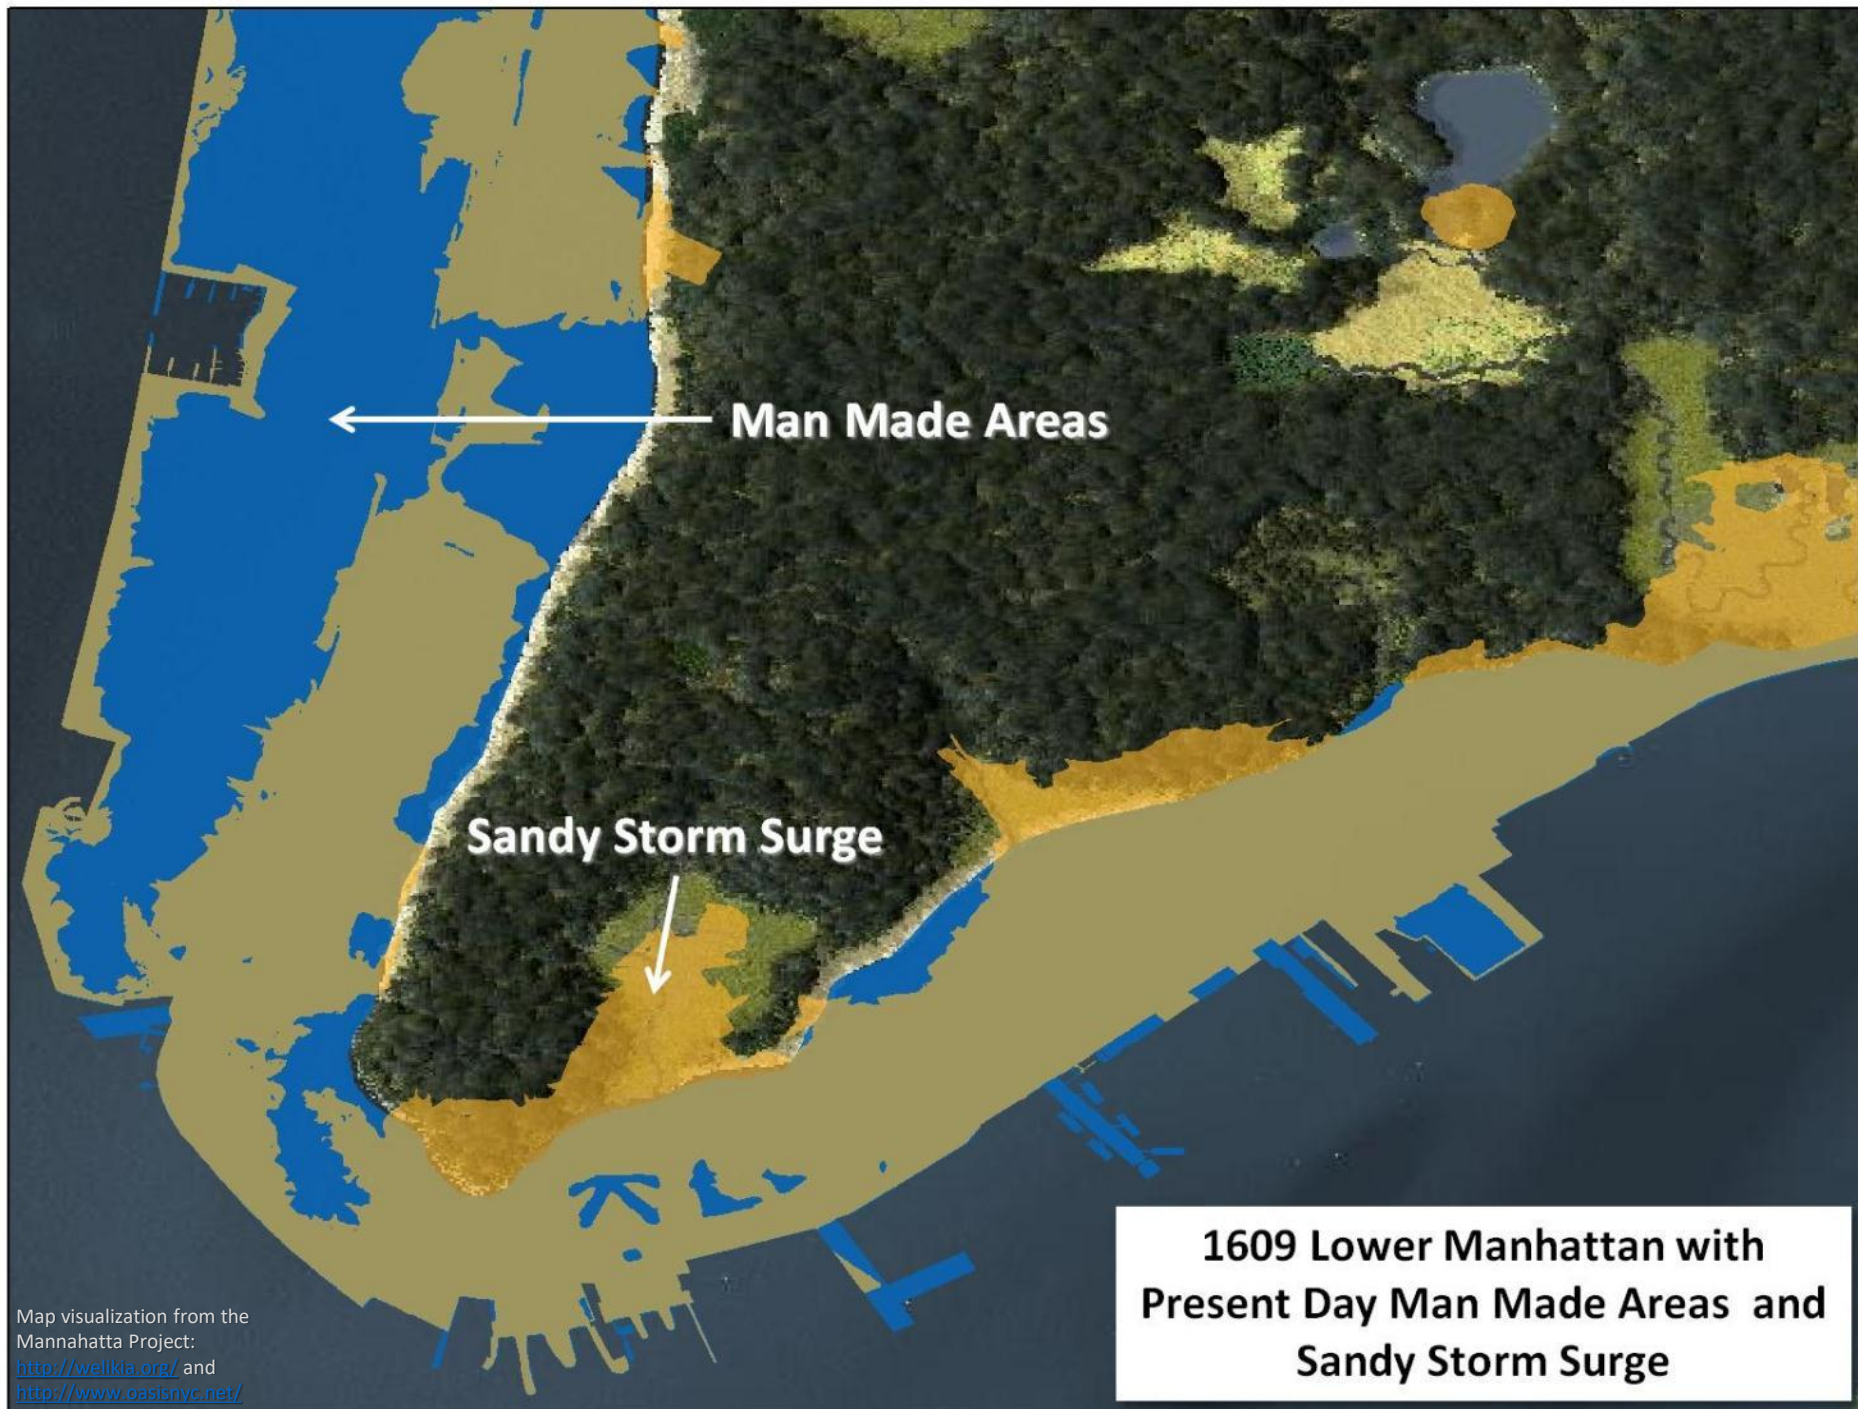 Man Made Areas
Sandy Storm Surge
1609 Lower Manhattan with
Present Day Man Made Areas and
Sandy Storm Surge
Map visualization from the
Mannahatta Project:
http://welikia.org/ and
http://www.oasisnyc.net/